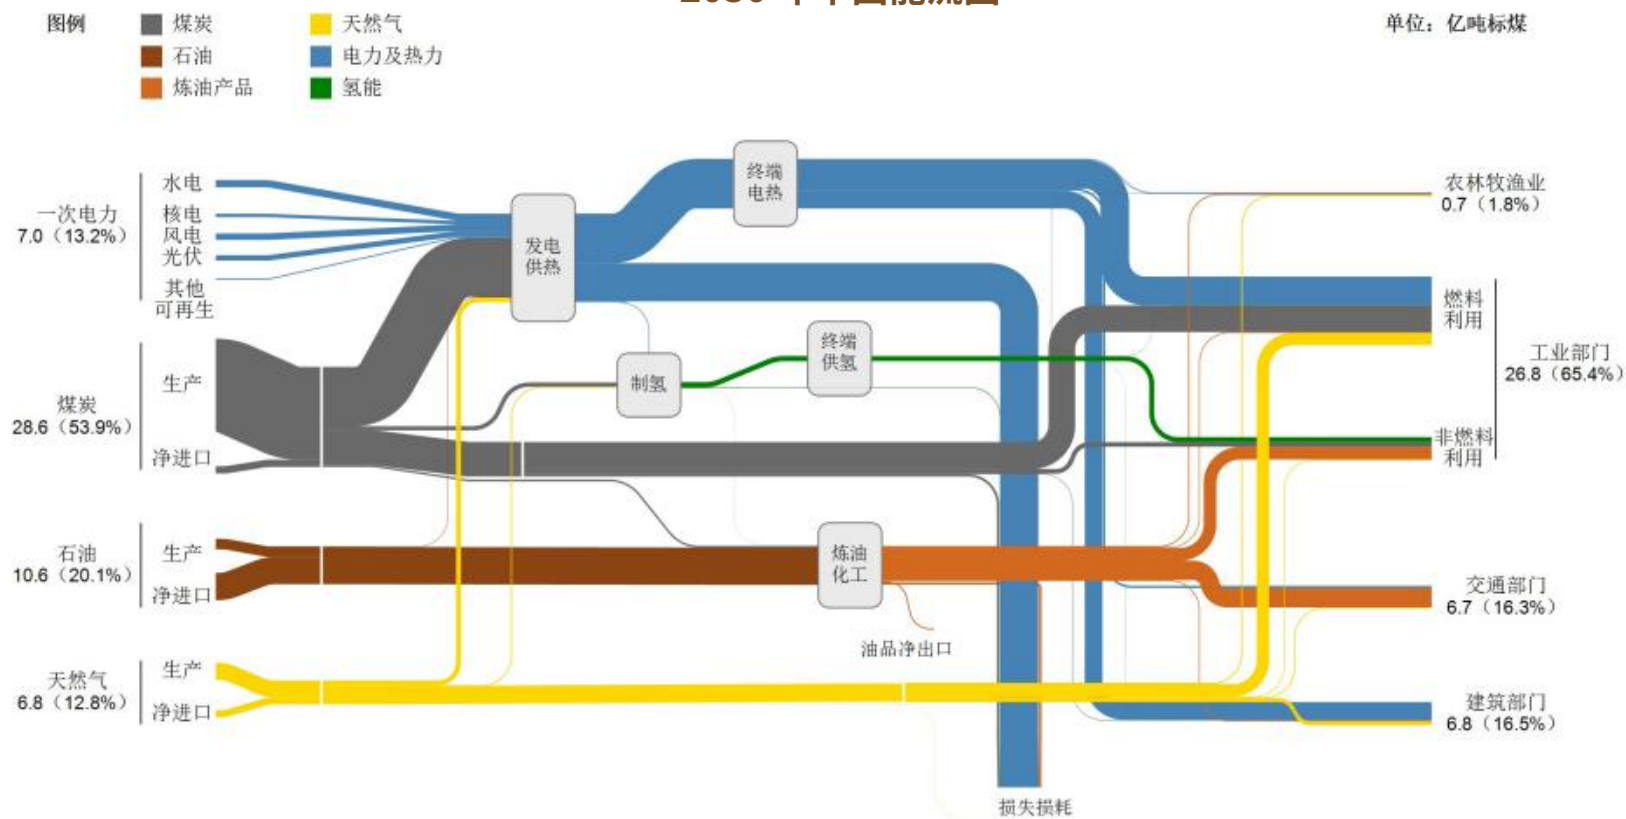 2030 年中国能流图
图例
煤炭
天然气
石油
电力及热力
炼油产品
氢能
单位：亿吨标煤
一次电力
7.0（13.2%）
水电
核电
风电
光伏
其他
可再生
煤炭
28.6（53.9%）
生产
净进口
石油
10.6（20.1%）
生产
净进口
天然气
6.8（12.8%）
生产
净进口
发电
供热
终端
电热
制氢
终端
供氢
炼油
化工
油品净出口
损失损耗
农林牧渔业
0.7（1.8%）
燃料
利用
工业部门
26.8（65.4%）
非燃料
利用
交通部门
6.7（16.3%）
建筑部门
6.8（16.5%）